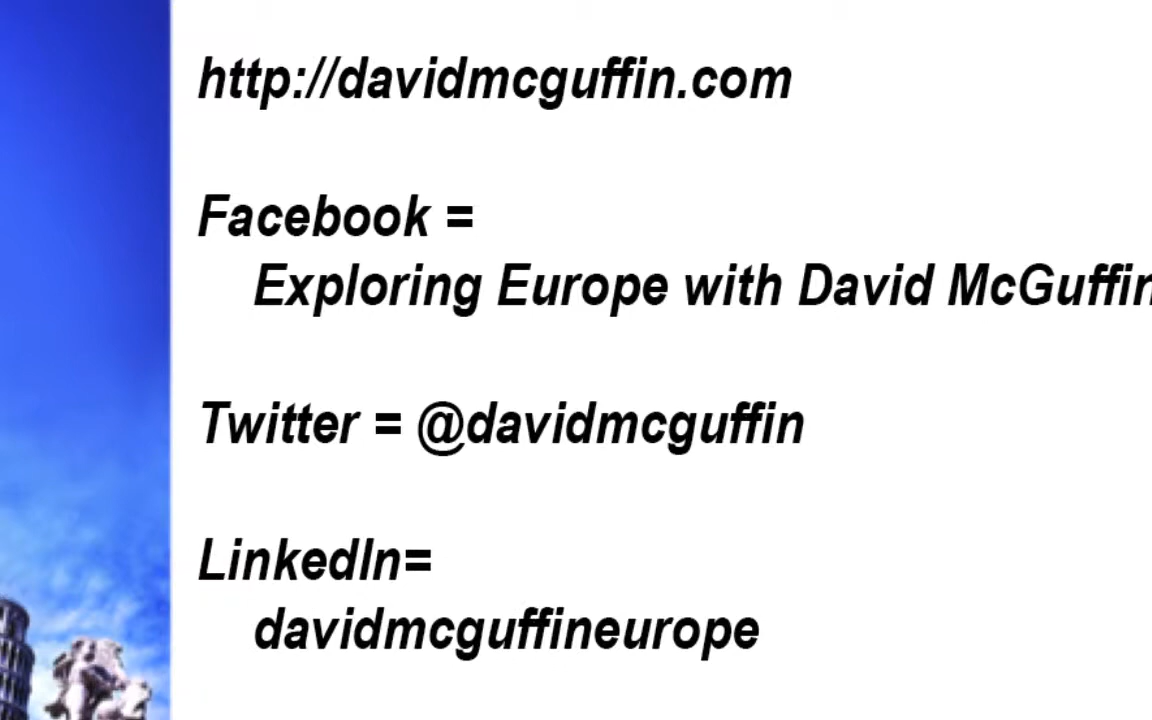 http://davidmcguffin.com
Facebook =
Exploring Europe with David McGuffin
Twitter = @davidmcguffin
LinkedIn=
davidmcguffineurope